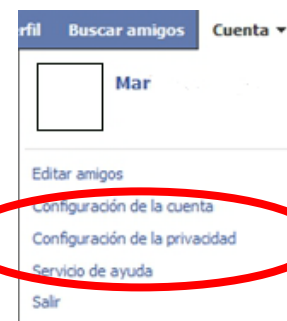 rfil Buscar amigos Cuenta ▾
Mar
Editar amigos
Configuración de la cuenta
Configuración de la privacidad
Servicio de ayuda
Salir